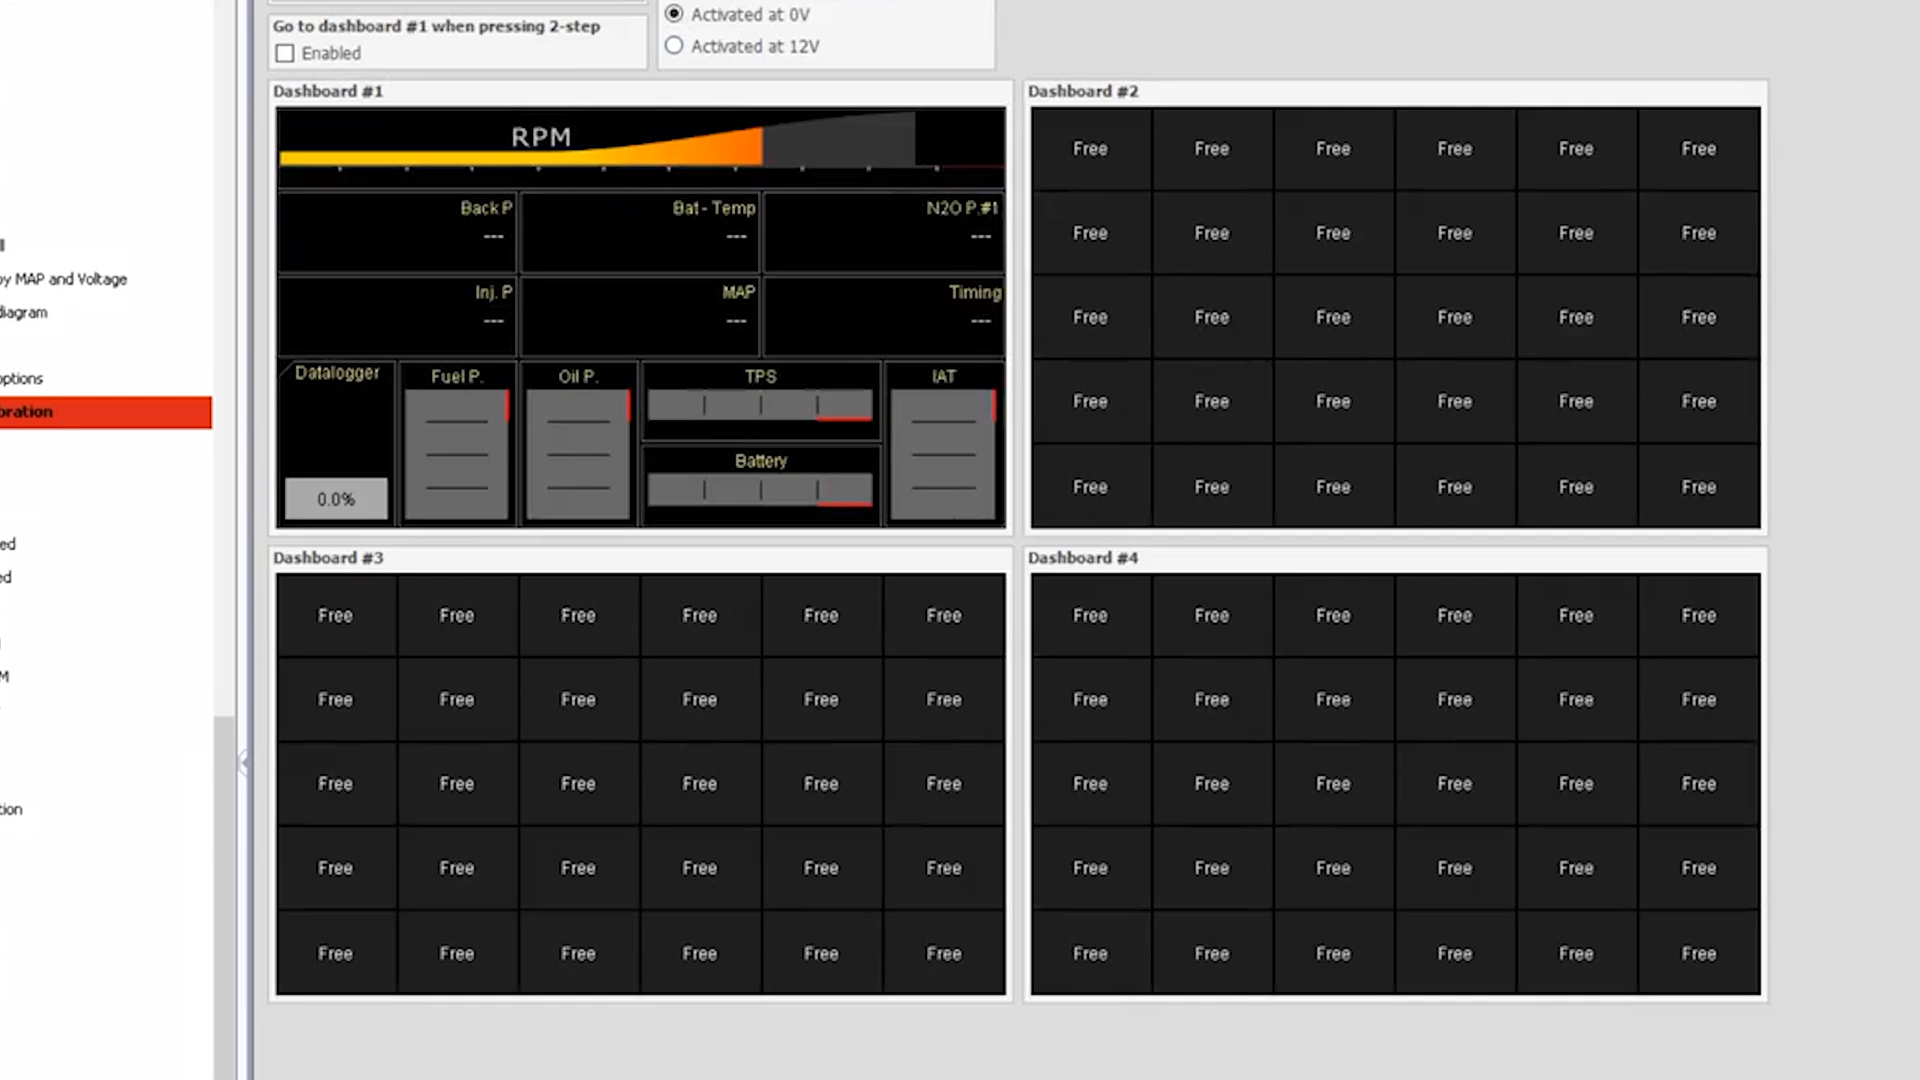 Go to dashboard #1 when pressing 2-step
Enabled
Activated at 0V
Activated at 12V
by MAP and Voltage
diagram
options
Dashboard #1
RPM
Back P
Bat - Temp
N2O P.#1
---
---
---
Inj. P
MAP
Timing
---
---
---
Datalogger
Fuel P.
Oil P.
TPS
IAT
Battery
0.0%
Dashboard #2
Free Free Free Free Free Free
Free Free Free Free Free Free
Free Free Free Free Free Free
Free Free Free Free Free Free
Free Free Free Free Free Free
Dashboard #3
Free Free Free Free Free Free
Free Free Free Free Free Free
Free Free Free Free Free Free
Free Free Free Free Free Free
Free Free Free Free Free Free
Dashboard #4
Free Free Free Free Free Free
Free Free Free Free Free Free
Free Free Free Free Free Free
Free Free Free Free Free Free
Free Free Free Free Free Free